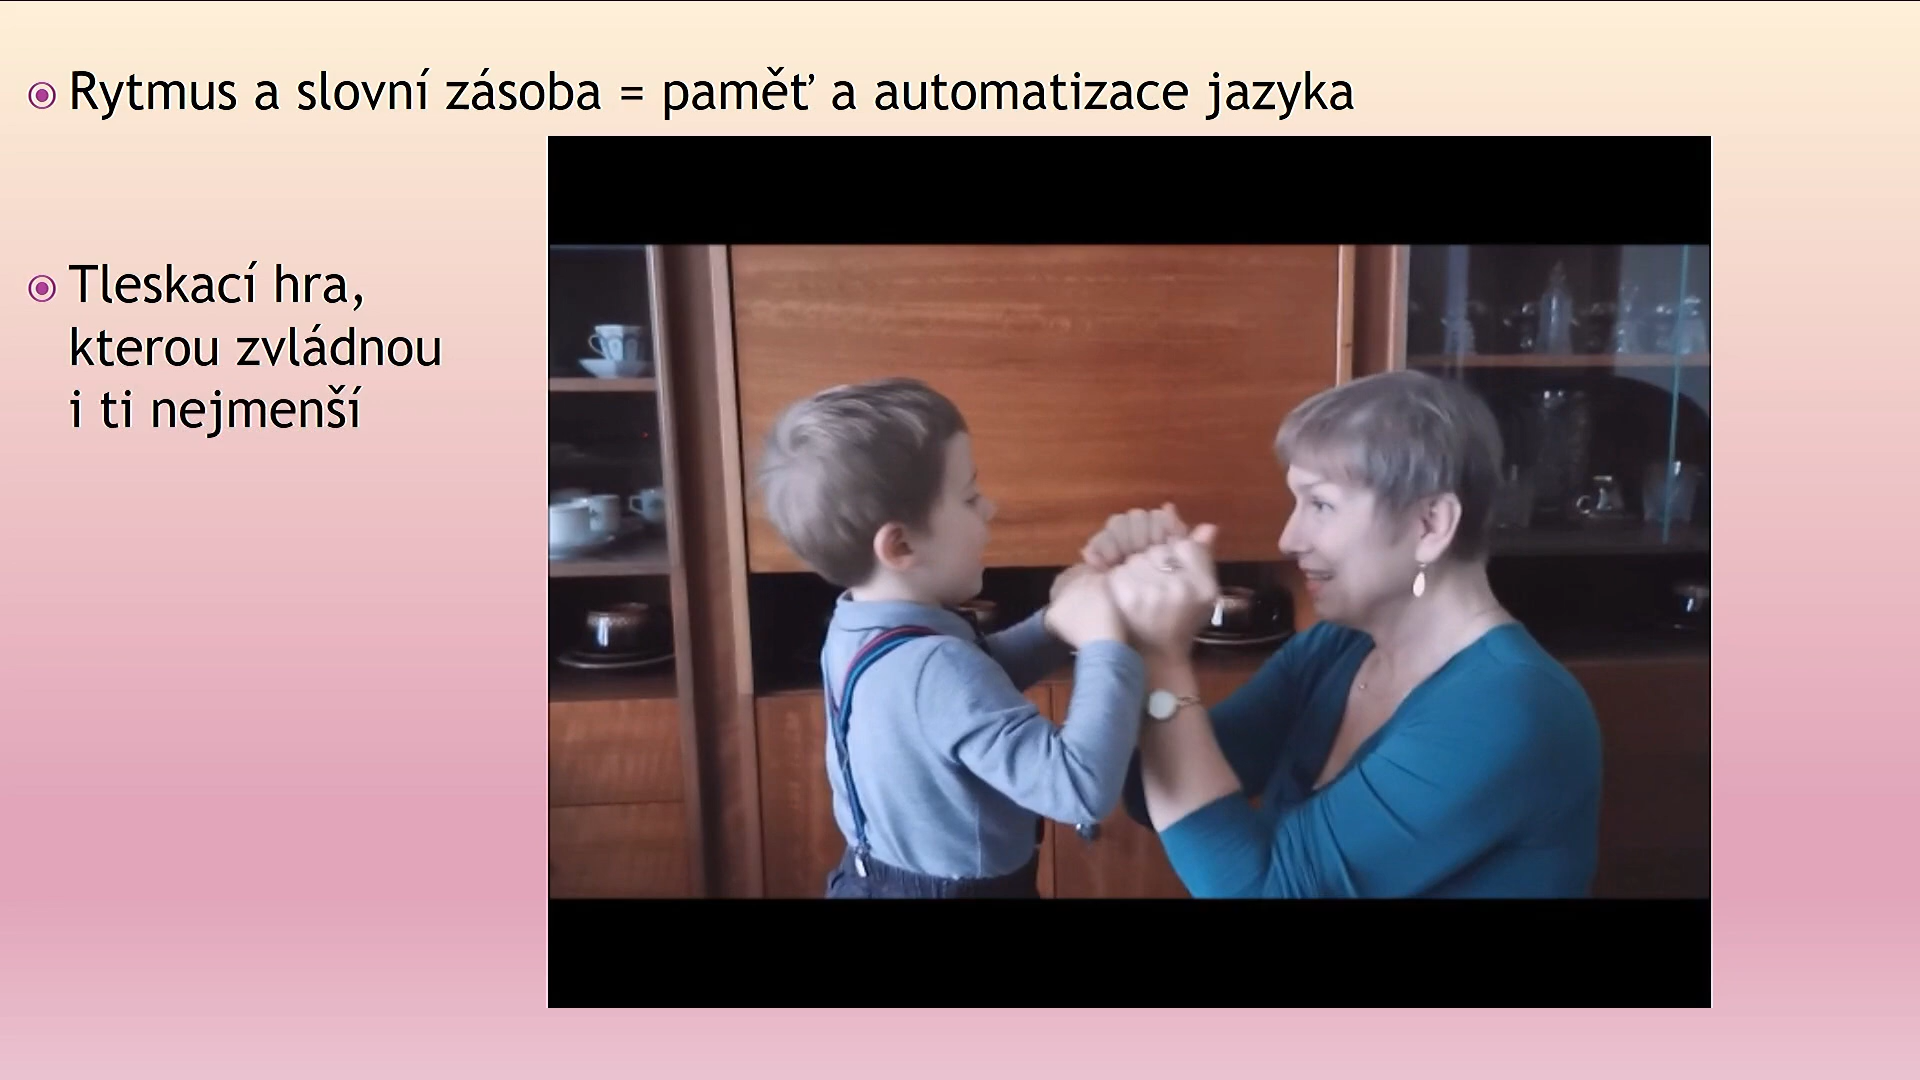 Rytmus a slovní zásoba = paměť a automatizace jazyka
Tleskací hra,
kterou zvládnou
i ti nejmenší